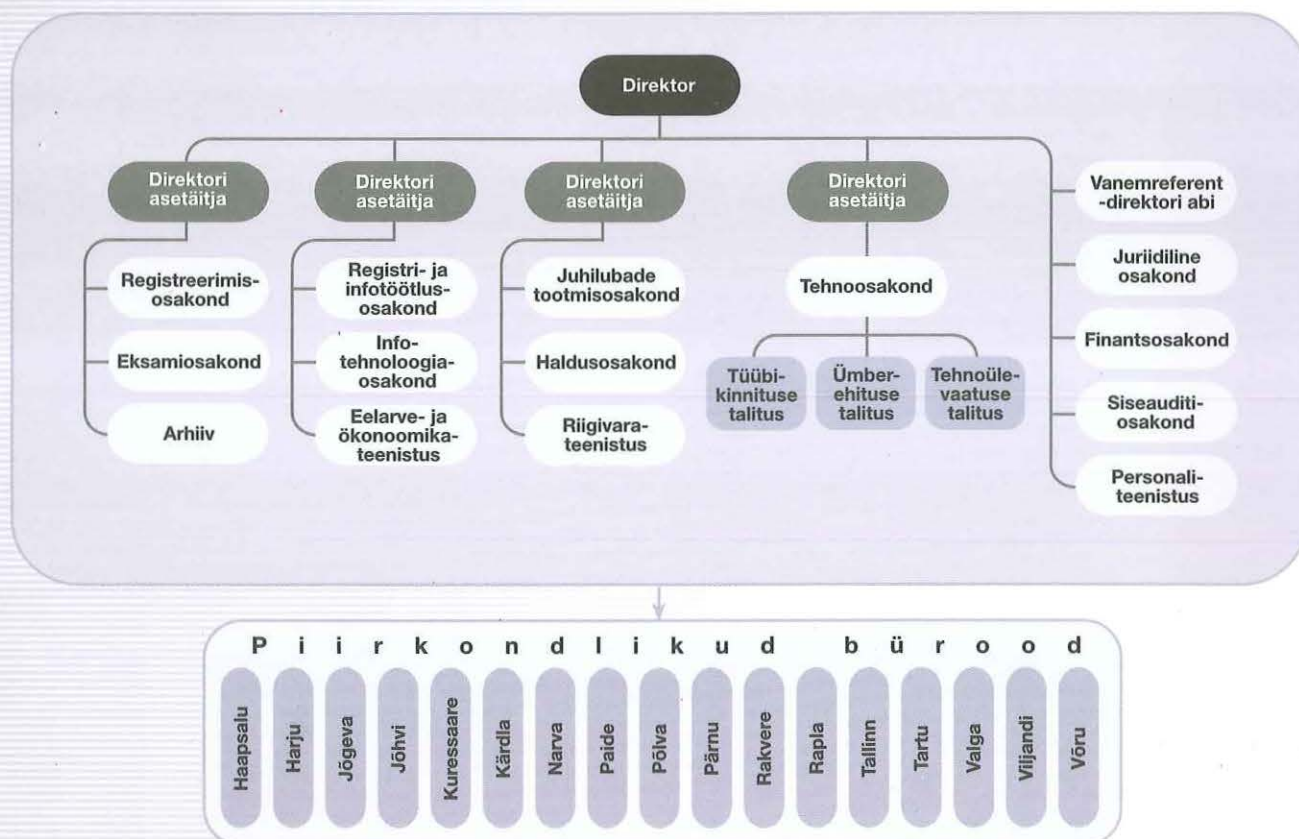 Direktor
Direktori
asetäitja
Direktori
asetäitja
Direktori
asetäitja
Direktori
asetäitja
Vanemreferent
-direktori abi
Juriidiline
osakond
Finantsosakond
Siseauditi-
osakond
Personali-
teenistus
Registreerimis-
osakond
Eksamiosakond
Arhiiv
Registri- ja
infotöötlus-
osakond
Info-
tehnoloogia-
osakond
Eelarve- ja
ökonoomika-
teenistus
Juhilubade
tootmisosakond
Haldusosakond
Riigivara-
teenistus
Tehnoosakond
Tüübi-
kinnituse
talitus
Ümber-
ehituse
talitus
Tehnoüle-
vaatuse
talitus
Piirkondlikud bürood
Haapsalu
Harju
Jõgeva
Jõhvi
Kuressaare
Kärdla
Narva
Paide
Põlva
Pärnu
Rakvere
Rapla
Tallinn
Tartu
Valga
Viljandi
Võru